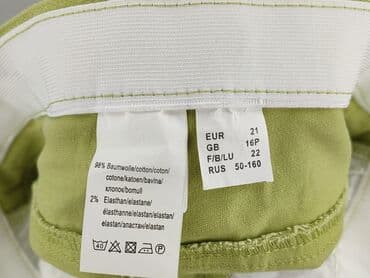 98% Baumwolle/cotton/coton/
cotone/katoen/bavlna/
хлопок/bomull
2% Elasthan/elastane/
élasthanne/elastan/elastan/
эластан/elastan
40
EUR 21
GB 16P
F/B/LU 22
RUS 50-160